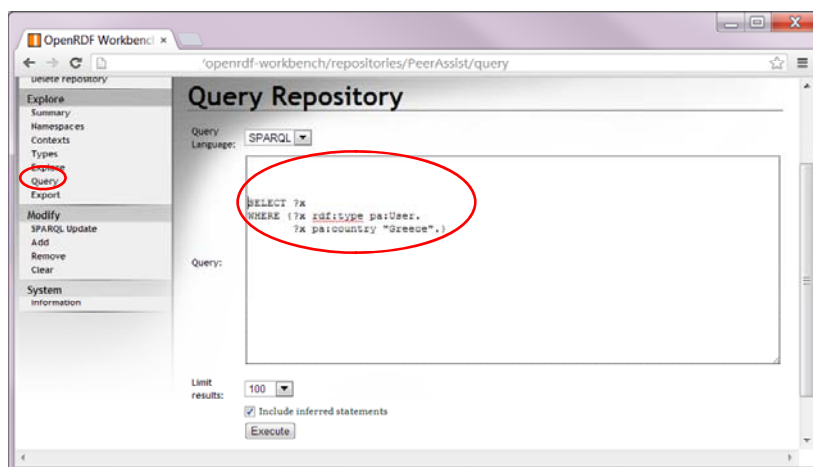 OpenRDF Workbenc
/openrdf-workbench/repositories/PeerAssist/query
Delete repository
Explore
Summary
Namespaces
Contexts
Types
Explore
Query
Export
Modify
SPARQL Update
Add
Remove
Clear
System
Information
Query Repository
Query Language:
SPARQL
Query:
SELECT ?x
WHERE {?x rdf:type pa:User.
?x pa:country "Greece".}
Limit results:
100
Include inferred statements
Execute